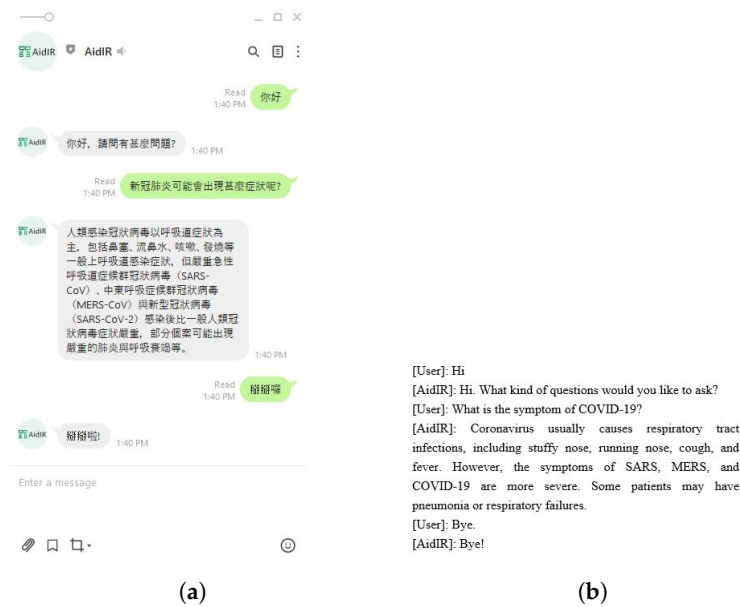 AidIR AidIR
Read
1:40 PM
你好
AidIR
你好，請問有甚麼問題?
1:40 PM
Read
1:40 PM
新冠肺炎可能會出現甚麼症狀呢?
AidIR
人類感染冠狀病毒以呼吸道症狀為
主，包括鼻塞、流鼻水、咳嗽、發燒等
一般上呼吸道感染症狀，但嚴重急性
呼吸道症候群冠狀病毒（SARS-
CoV）、中東呼吸症候群冠狀病毒
（MERS-CoV）與新型冠狀病毒
（SARS-CoV-2）感染後比一般人類冠
狀病毒症狀嚴重，部分個案可能出現
嚴重的肺炎與呼吸衰竭等。
1:40 PM
Read
1:40 PM
掰掰囉
AidIR
掰掰啦!
1:40 PM
Enter a message
(a)
[User]: Hi
[AidIR]: Hi. What kind of questions would you like to ask?
[User]: What is the symptom of COVID-19?
[AidIR]: Coronavirus usually causes respiratory tract
infections, including stuffy nose, running nose, cough, and
fever. However, the symptoms of SARS, MERS, and
COVID-19 are more severe. Some patients may have
pneumonia or respiratory failures.
[User]: Bye.
[AidIR]: Bye!
(b)